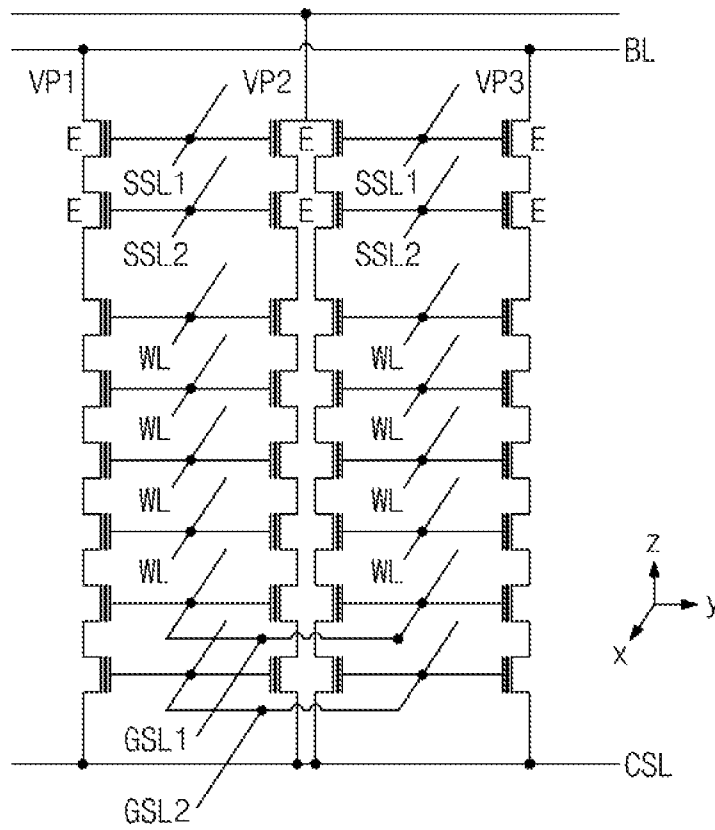 BL
VP1 VP2 VP3
E E E
SSL1 SSL1
E E E
SSL2 SSL2
WL WL
WL WL
WL WL
WL WL
z
y
x
GSL1
CSL
GSL2